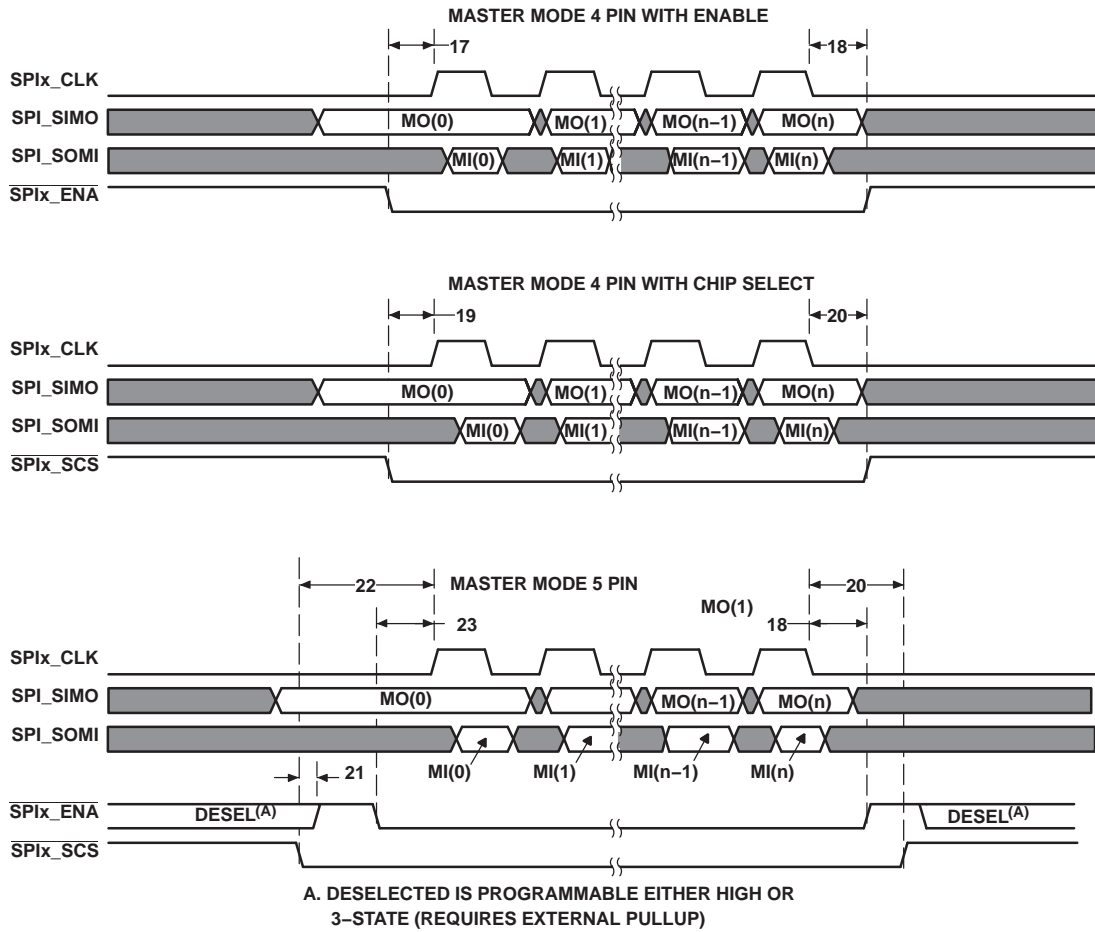 MASTER MODE 4 PIN WITH ENABLE
17
18
SPIx_CLK
SPI_SIMO
MO(0)
MO(1)
MO(n−1)
MO(n)
SPI_SOMI
MI(0)
MI(1)
MI(n−1)
MI(n)
SPIx_ENA
MASTER MODE 4 PIN WITH CHIP SELECT
19
20
SPIx_CLK
SPI_SIMO
MO(0)
MO(1)
MO(n−1)
MO(n)
SPI_SOMI
MI(0)
MI(1)
MI(n−1)
MI(n)
SPIx_SCS
22
MASTER MODE 5 PIN
20
MO(1)
23
18
SPIx_CLK
SPI_SIMO
MO(0)
MO(n−1)
MO(n)
SPI_SOMI
MI(0)
MI(1)
MI(n−1)
MI(n)
21
SPIx_ENA
DESEL(A)
DESEL(A)
SPIx_SCS
A. DESELECTED IS PROGRAMMABLE EITHER HIGH OR
3−STATE (REQUIRES EXTERNAL PULLUP)